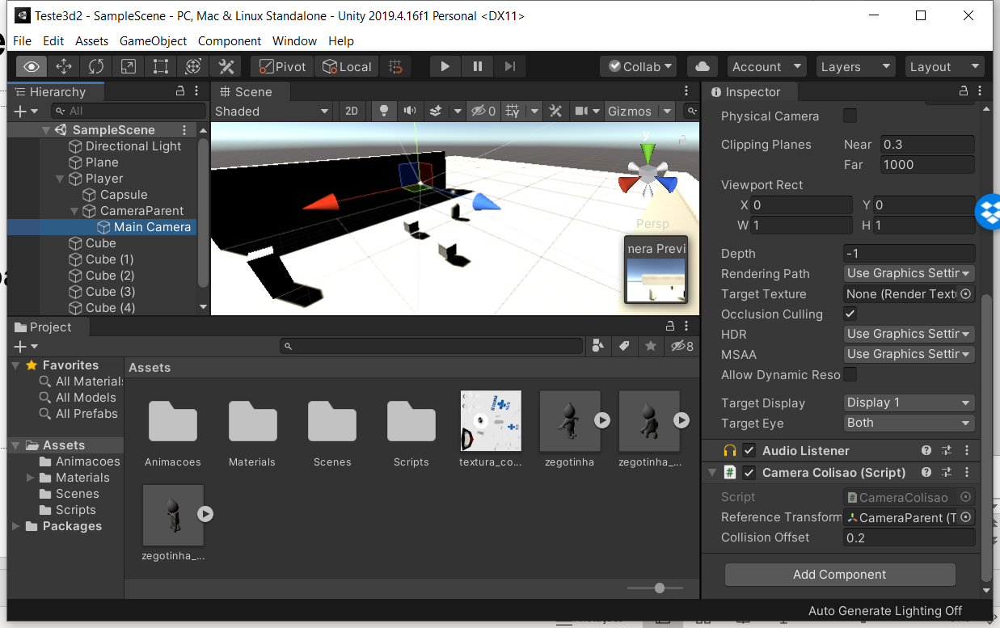 Teste3d2 - SampleScene - PC, Mac & Linux Standalone - Unity 2019.4.16f1 Personal <DX11>
File Edit Assets GameObject Component Window Help
Pivot Local Collab Account Layers Layout
Hierarchy
All
SampleScene
Directional Light
Plane
Player
Capsule
CameraParent
Main Camera
Cube
Cube (1)
Cube (2)
Cube (3)
Cube (4)
Scene
Shaded 2D 0 Gizmos
y
Persp
nera Previ
Inspector
Physical Camera
Clipping Planes Near 0.3
Far 1000
Viewport Rect
X 0 Y 0
W 1 H 1
Depth -1
Rendering Path Use Graphics Settir
Target Texture None (Render Textu
Occlusion Culling
HDR Use Graphics Settir
MSAA Use Graphics Settir
Allow Dynamic Reso
Target Display Display 1
Target Eye Both
Audio Listener
# Camera Colisao (Script)
Script CameraColisao
Reference Transform CameraParent (T
Collision Offset 0.2
Add Component
Project
8
Favorites
All Materials
All Models
All Prefabs
Assets
Animacoes
Materials
Scenes
Scripts
Packages
Assets
Animacoes Materials Scenes Scripts textura_co... zegotinha zegotinha_...
zegotinha_...
Auto Generate Lighting Off